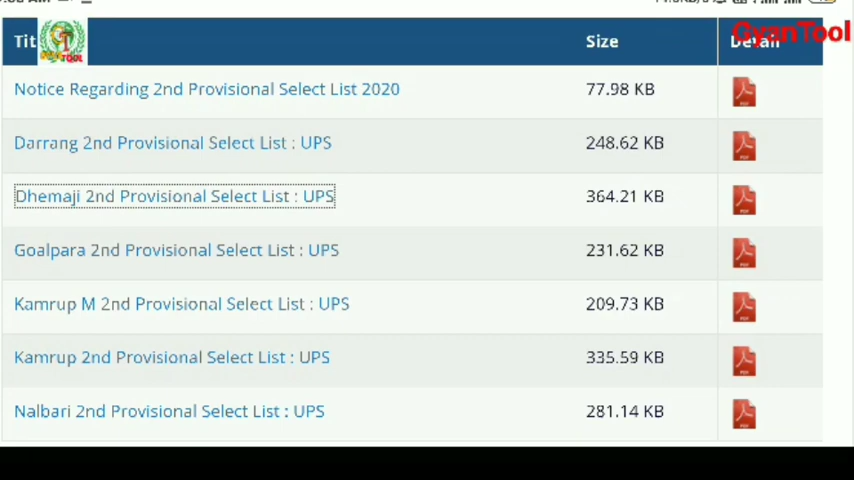 Tit Size Detail
GyanTool
Notice Regarding 2nd Provisional Select List 2020 77.98 KB
Darrang 2nd Provisional Select List : UPS 248.62 KB
Dhemaji 2nd Provisional Select List : UPS 364.21 KB
Goalpara 2nd Provisional Select List : UPS 231.62 KB
Kamrup M 2nd Provisional Select List : UPS 209.73 KB
Kamrup 2nd Provisional Select List : UPS 335.59 KB
Nalbari 2nd Provisional Select List : UPS 281.14 KB